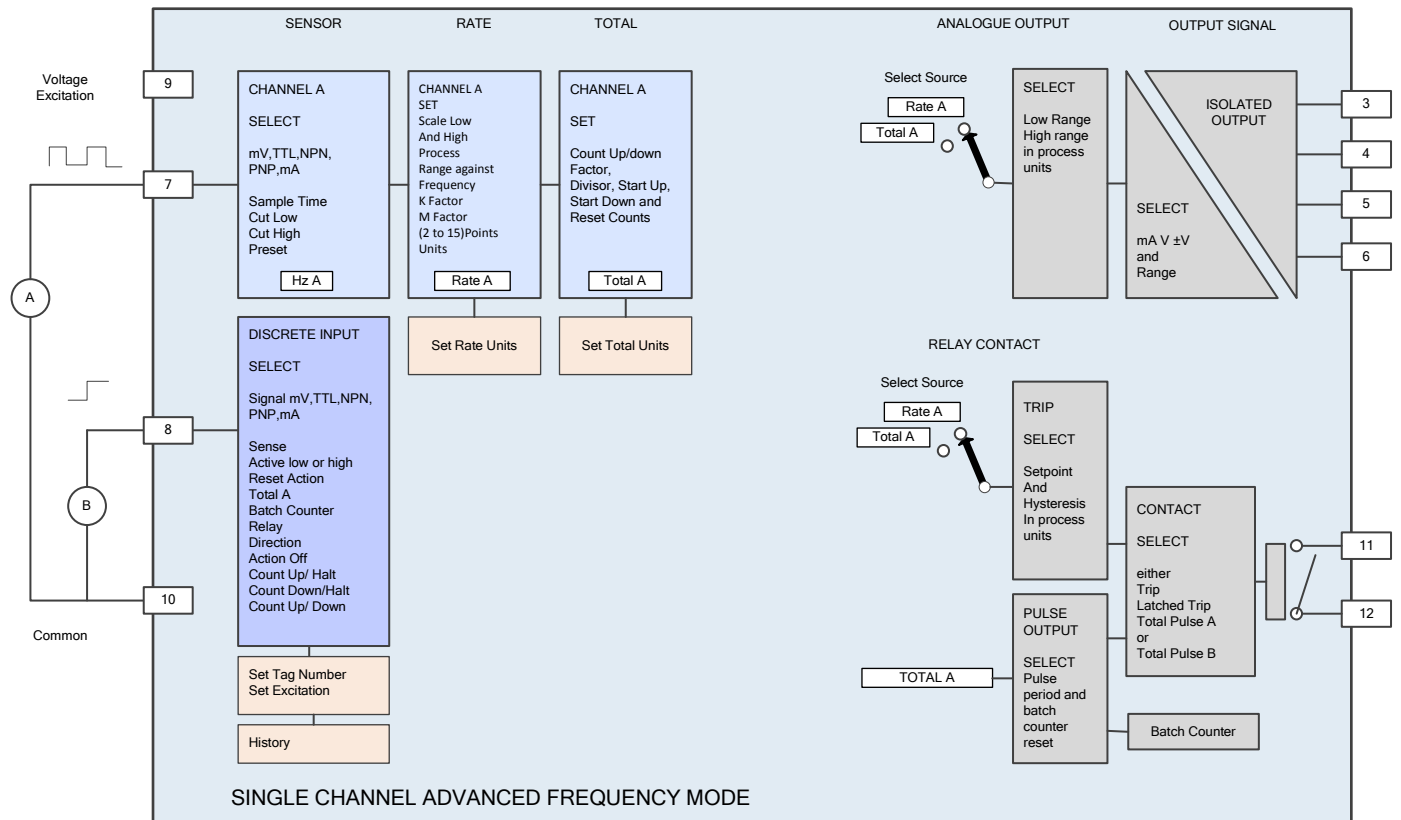 SENSOR
RATE
TOTAL
ANALOGUE OUTPUT
OUTPUT SIGNAL
Voltage
Excitation
9
7
A
8
B
10
Common
CHANNEL A
SELECT
mV,TTL,NPN,
PNP,mA
Sample Time
Cut Low
Cut High
Preset
Hz A
CHANNEL A
SET
Scale Low
And High
Process
Range against
Frequency
K Factor
M Factor
(2 to 15)Points
Units
Rate A
CHANNEL A
SET
Count Up/down
Factor,
Divisor, Start Up,
Start Down and
Reset Counts
Total A
Set Rate Units
Set Total Units
DISCRETE INPUT
SELECT
Signal mV,TTL,NPN,
PNP,mA
Sense
Active low or high
Reset Action
Total A
Batch Counter
Relay
Direction
Action Off
Count Up/ Halt
Count Down/Halt
Count Up/ Down
Set Tag Number
Set Excitation
History
Select Source
Rate A
Total A
SELECT
Low Range
High range
in process
units
SELECT
mA V ±V
and
Range
ISOLATED
OUTPUT
3
4
5
6
RELAY CONTACT
Select Source
Rate A
Total A
TRIP
SELECT
Setpoint
And
Hysteresis
In process
units
CONTACT
SELECT
either
Trip
Latched Trip
Total Pulse A
or
Total Pulse B
11
12
TOTAL A
PULSE
OUTPUT
SELECT
Pulse
period and
batch
counter
reset
Batch Counter
SINGLE CHANNEL ADVANCED FREQUENCY MODE